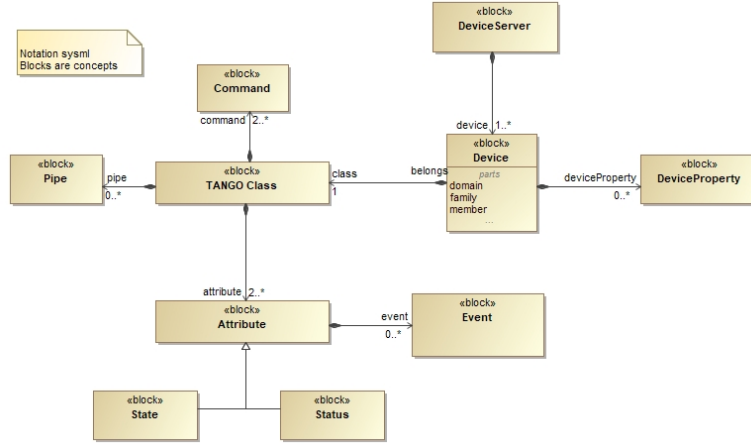 «block»
DeviceServer
Notation sysml
Blocks are concepts
«block»
Command
command 2..*
device 1..*
«block»
Pipe
pipe
0..*
«block»
TANGO Class
class
1
belongs
«block»
Device
parts
domain
family
member
...
deviceProperty
0..*
«block»
DeviceProperty
attribute 2..*
«block»
Attribute
event
0..*
«block»
Event
«block»
State
«block»
Status